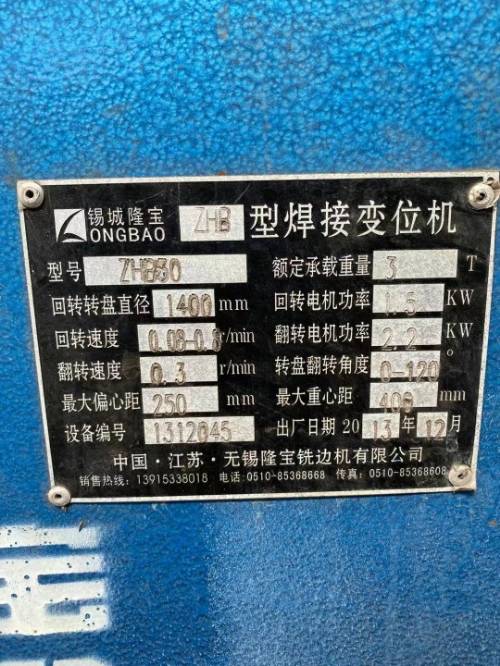 锡城隆宝 ONGBAO ZHB 型焊接变位机
型号 ZHB30 额定承载重量 3 T
回转转盘直径 1400 mm 回转电机功率 1.5 KW
回转速度 0.08-0.8 r/min 翻转电机功率 2.2 KW
翻转速度 0.3 r/min 转盘翻转角度 0-120°
最大偏心距 250 mm 最大重心距 400 mm
设备编号 1312045 出厂日期 2013年12月
中国·江苏·无锡隆宝铣边机有限公司
销售热线: 13915338018 电话:0510-85368668 传真: 0510-85368608